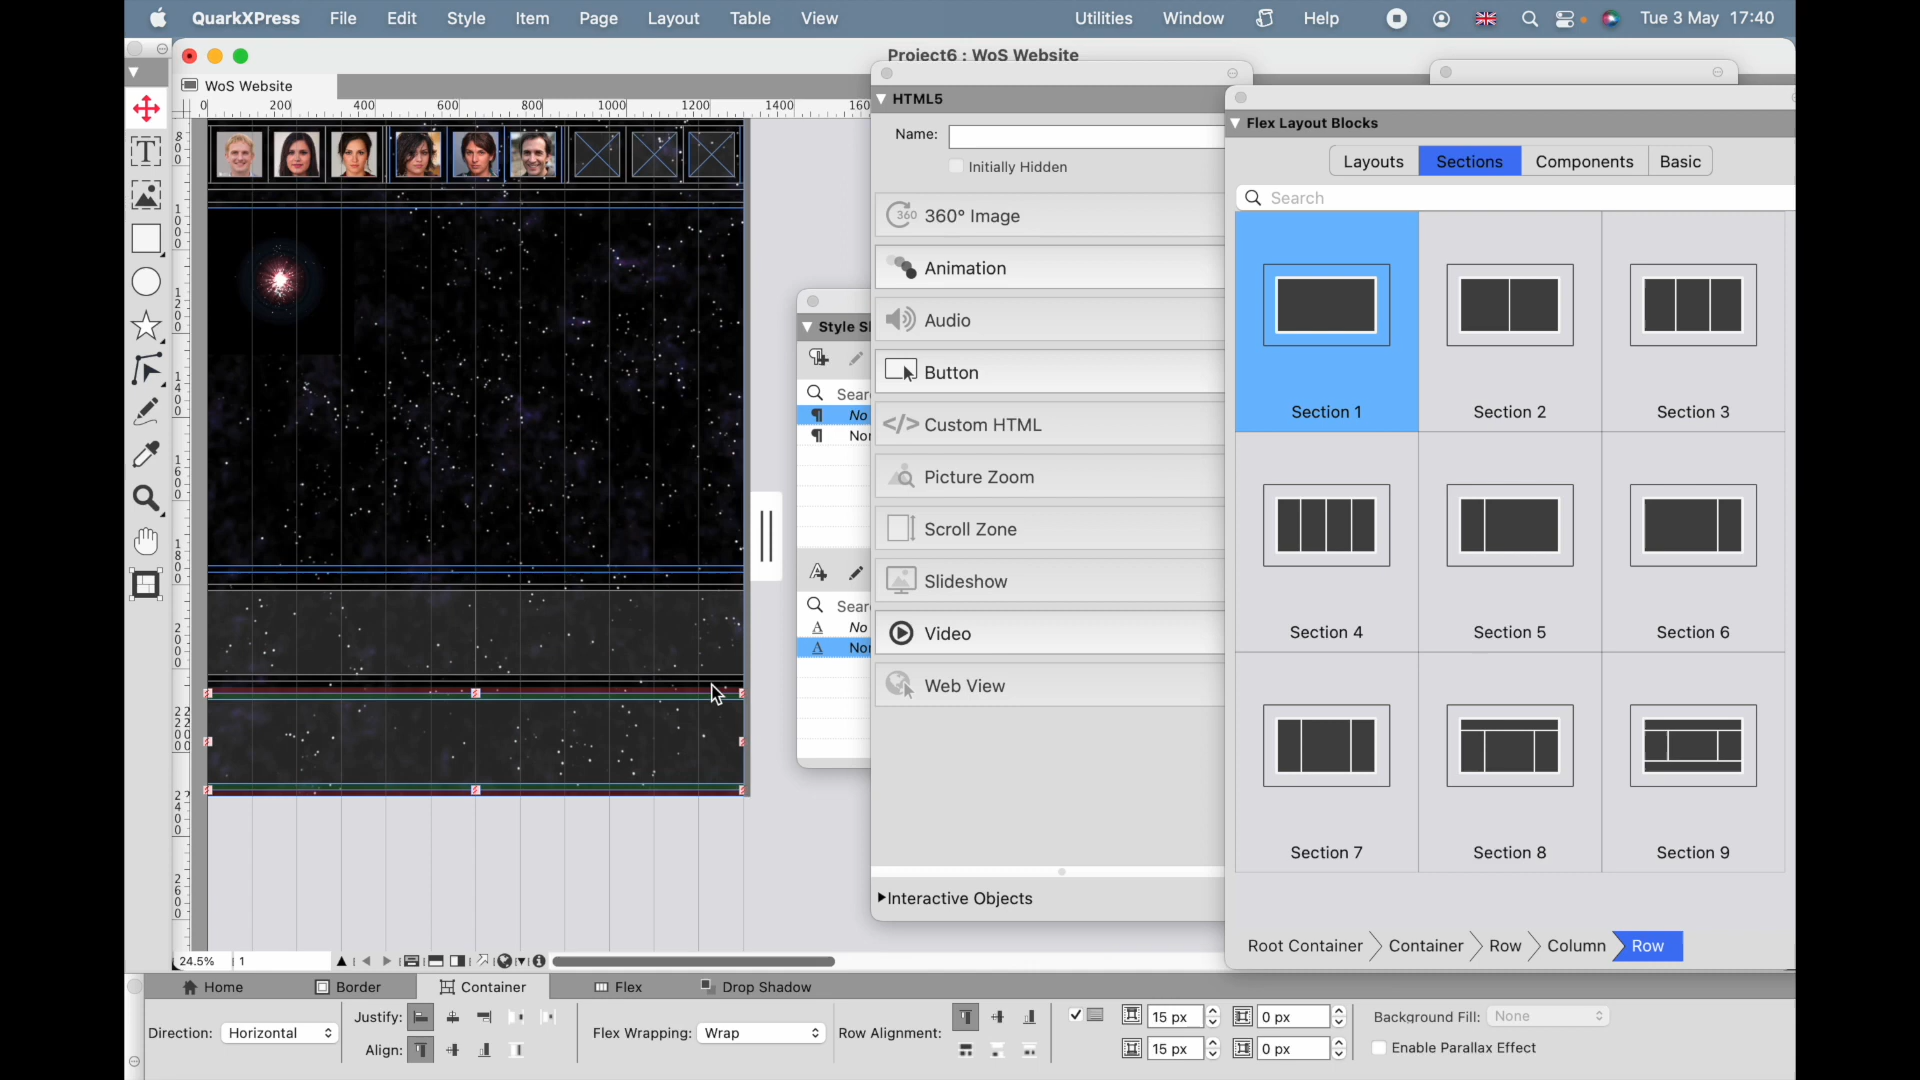 QuarkXPress File Edit Style Item Page Layout Table View Utilities Window Help Tue 3 May 17:40
Project6 : WoS Website
WoS Website
0 200 400 600 800 1000 1200 1400
HTML5
Name:
Initially Hidden
360° Image
Animation
Audio
Button
Custom HTML
Picture Zoom
Scroll Zone
Slideshow
Video
Web View
Interactive Objects
Flex Layout Blocks
Layouts Sections Components Basic
Search
Section 1 Section 2 Section 3
Section 4 Section 5 Section 6
Section 7 Section 8 Section 9
Root Container Container Row Column Row
24.5% 1
Home Border Container Flex Drop Shadow
Direction: Horizontal
Justify:
Align:
Flex Wrapping: Wrap
Row Alignment:
15 px 0 px
15 px 0 px
Background Fill: None
Enable Parallax Effect